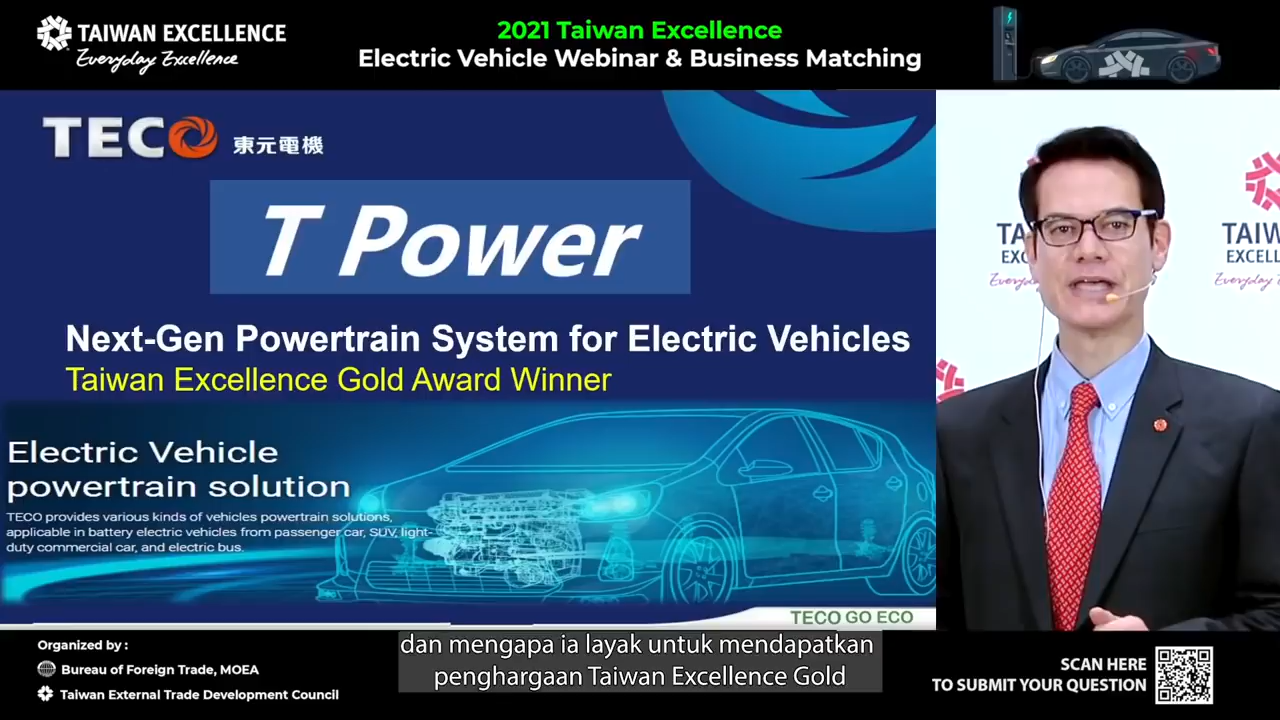 TAIWAN EXCELLENCE
Everyday Excellence
2021 Taiwan Excellence
Electric Vehicle Webinar & Business Matching
TECO 東元電機
T Power
Next-Gen Powertrain System for Electric Vehicles
Taiwan Excellence Gold Award Winner
Electric Vehicle
powertrain solution
TECO provides various kinds of vehicles powertrain solutions,
applicable in battery electric vehicles from passenger car, SUV, light-
duty commercial car, and electric bus.
TECO GO ECO
TAIW
EXCELL
Everyday
Organized by :
Bureau of Foreign Trade, MOEA
Taiwan External Trade Development Council
dan mengapa ia layak untuk mendapatkan
penghargaan Taiwan Excellence Gold
SCAN HERE
TO SUBMIT YOUR QUESTION